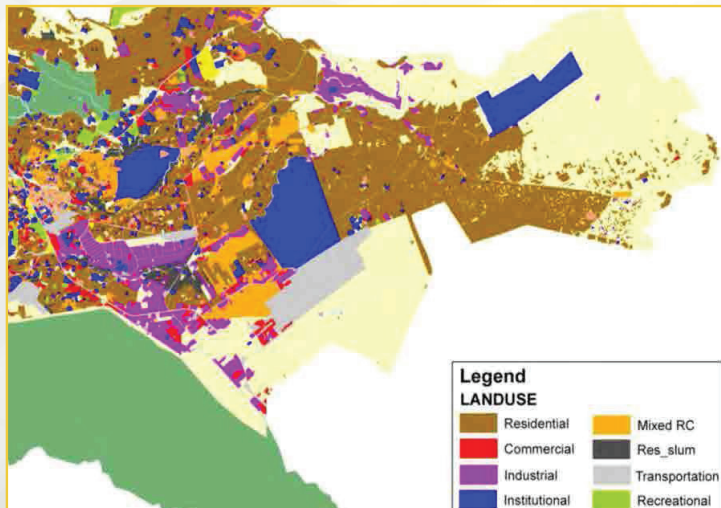 Legend
LANDUSE
Residential
Mixed RC
Commercial
Res_slum
Industrial
Transportation
Institutional
Recreational